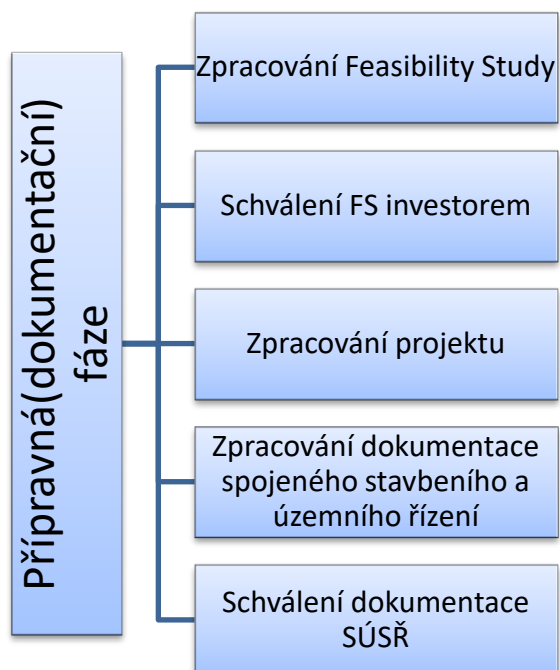 Přípravná(dokumentační)
fáze
Zpracování Feasibility Study
Schválení FS investorem
Zpracování projektu
Zpracování dokumentace
spojeného stavbeního a
územního řízení
Schválení dokumentace
SÚSŘ